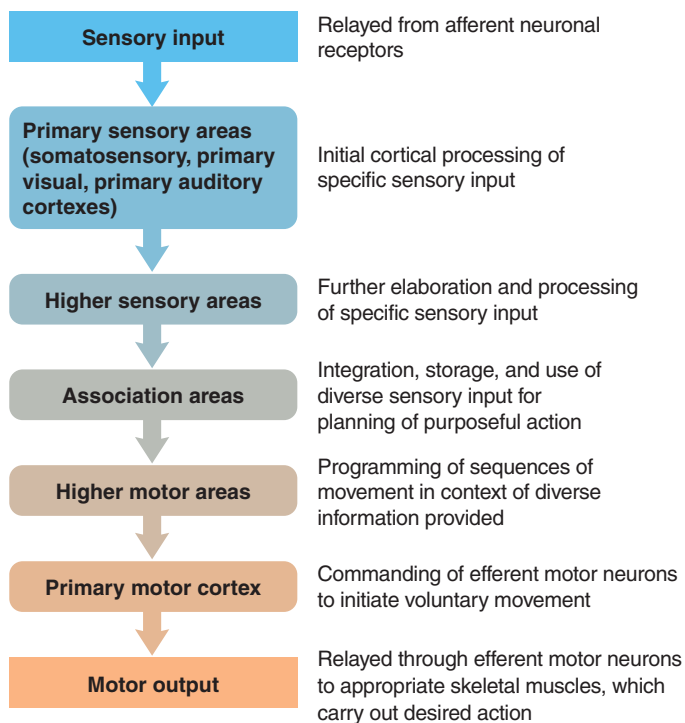 Sensory input
Relayed from afferent neuronal
receptors
Primary sensory areas
(somatosensory, primary
visual, primary auditory
cortexes)
Initial cortical processing of
specific sensory input
Higher sensory areas
Further elaboration and processing
of specific sensory input
Association areas
Integration, storage, and use of
diverse sensory input for
planning of purposeful action
Higher motor areas
Programming of sequences of
movement in context of diverse
information provided
Primary motor cortex
Commanding of efferent motor neurons
to initiate voluntary movement
Motor output
Relayed through efferent motor neurons
to appropriate skeletal muscles, which
carry out desired action